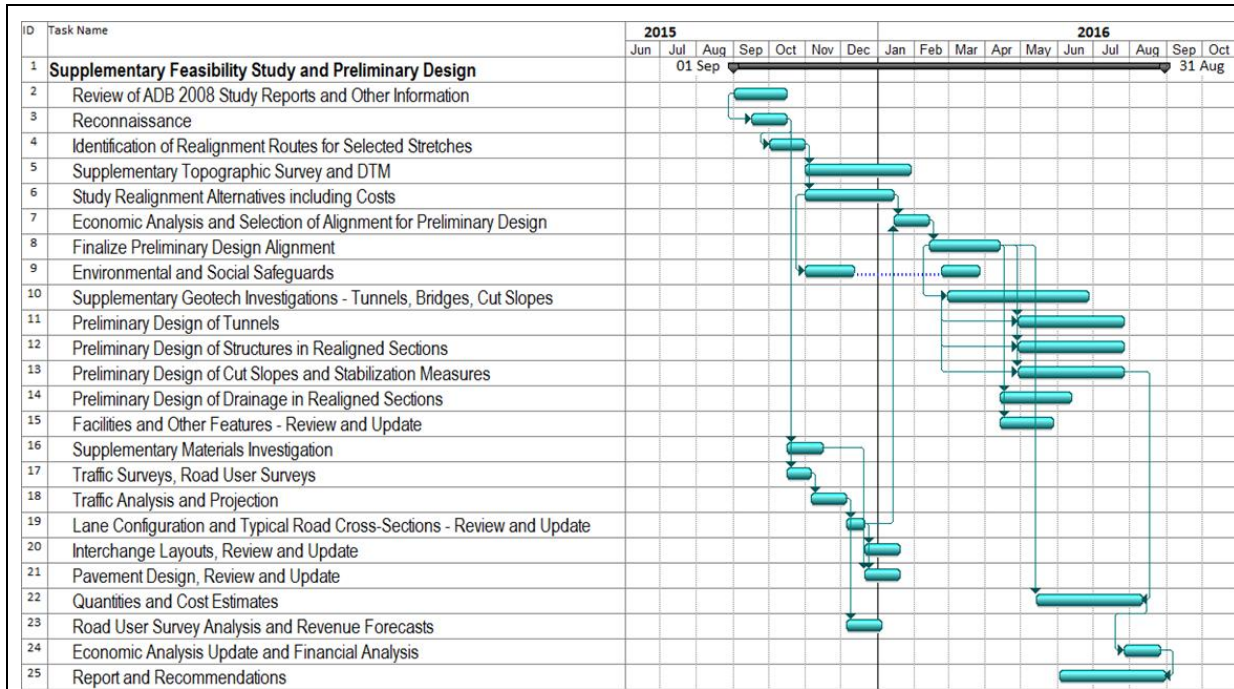 ID Task Name 2015 2016
Jun Jul Aug Sep Oct Nov Dec Jan Feb Mar Apr May Jun Jul Aug Sep Oct
1 Supplementary Feasibility Study and Preliminary Design 01 Sep 31 Aug
2 Review of ADB 2008 Study Reports and Other Information
3 Reconnaissance
4 Identification of Realignment Routes for Selected Stretches
5 Supplementary Topographic Survey and DTM
6 Study Realignment Alternatives including Costs
7 Economic Analysis and Selection of Alignment for Preliminary Design
8 Finalize Preliminary Design Alignment
9 Environmental and Social Safeguards
10 Supplementary Geotech Investigations - Tunnels, Bridges, Cut Slopes
11 Preliminary Design of Tunnels
12 Preliminary Design of Structures in Realigned Sections
13 Preliminary Design of Cut Slopes and Stabilization Measures
14 Preliminary Design of Drainage in Realigned Sections
15 Facilities and Other Features - Review and Update
16 Supplementary Materials Investigation
17 Traffic Surveys, Road User Surveys
18 Traffic Analysis and Projection
19 Lane Configuration and Typical Road Cross-Sections - Review and Update
20 Interchange Layouts, Review and Update
21 Pavement Design, Review and Update
22 Quantities and Cost Estimates
23 Road User Survey Analysis and Revenue Forecasts
24 Economic Analysis Update and Financial Analysis
25 Report and Recommendations